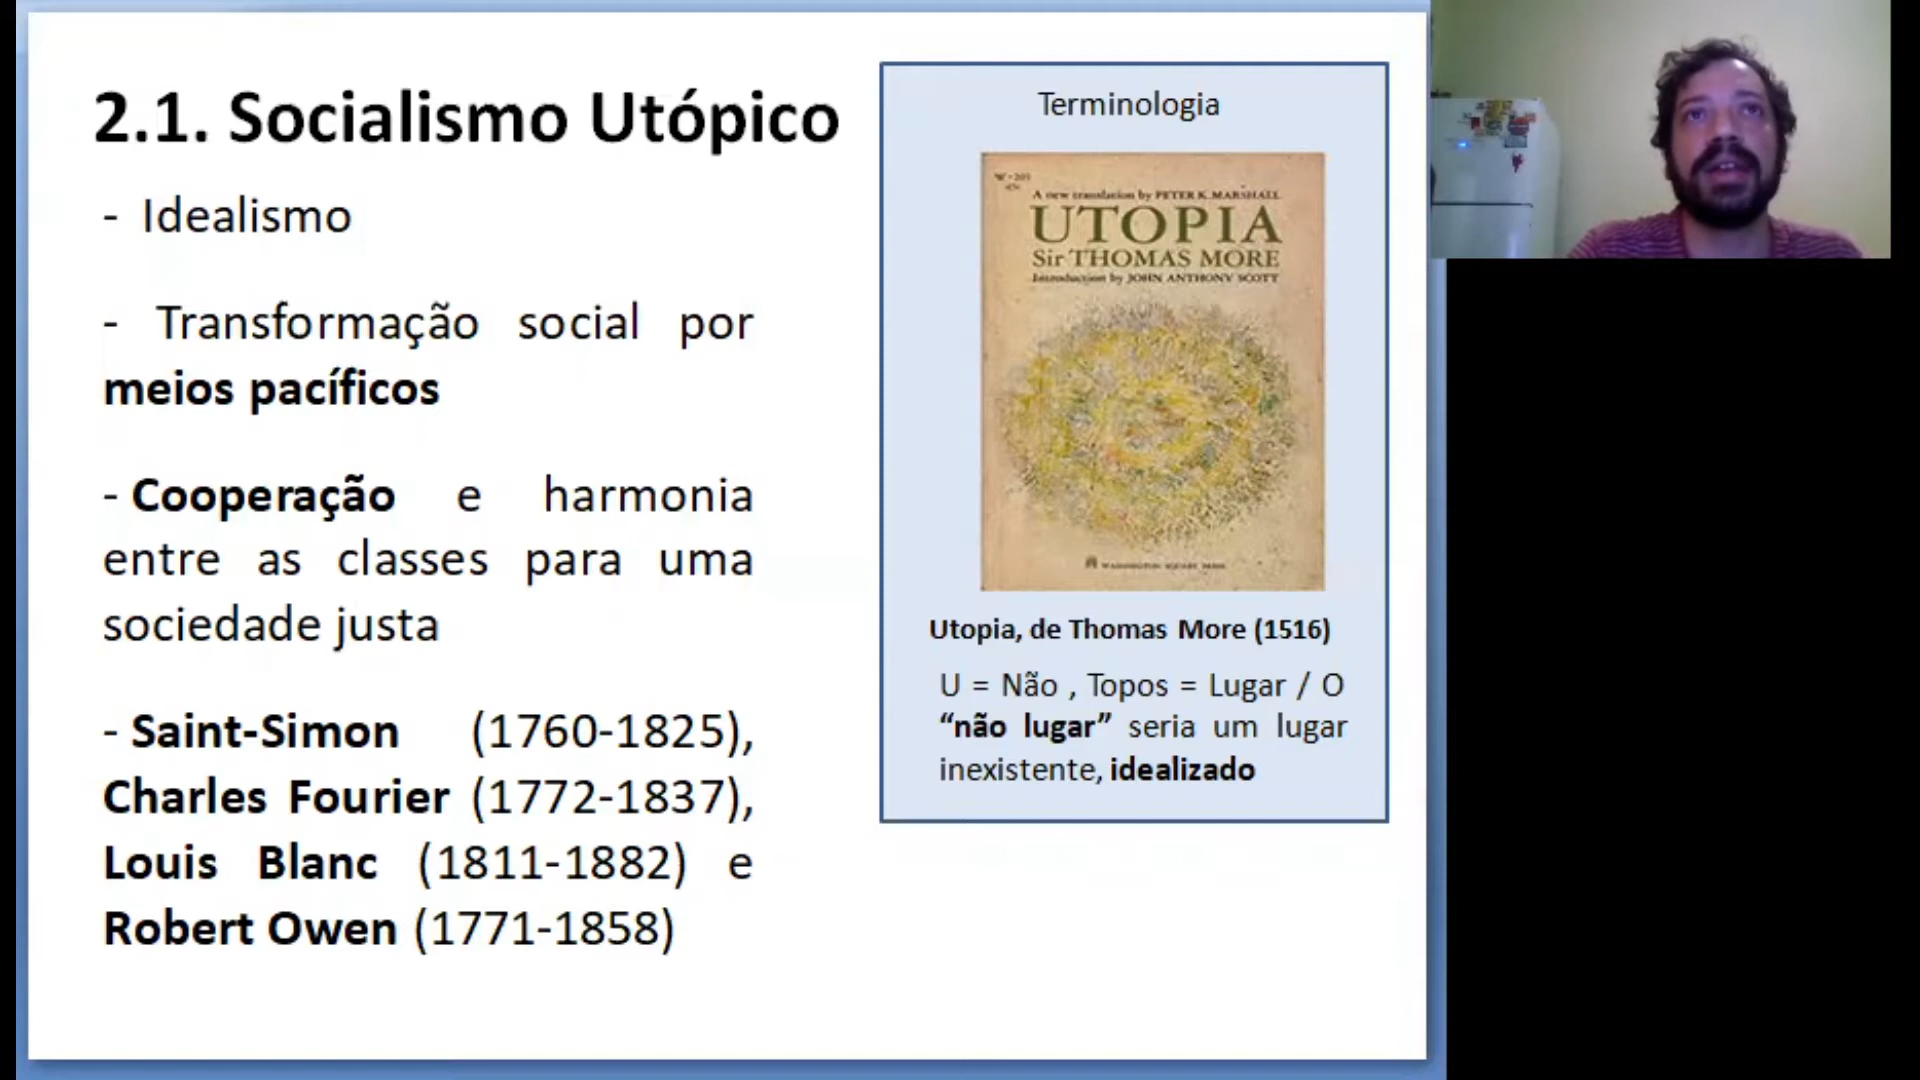 2.1. Socialismo Utópico
- Idealismo
- Transformação social por
meios pacíficos
- Cooperação e harmonia
entre as classes para uma
sociedade justa
- Saint-Simon (1760-1825),
Charles Fourier (1772-1837),
Louis Blanc (1811-1882) e
Robert Owen (1771-1858)
Terminologia
A new translation by PETER K. MARSHALL
UTOPIA
Sir THOMAS MORE
Introduction by JOHN ANTHONY SCOTT
WASHINGTON SQUARE PRESS
Utopia, de Thomas More (1516)
U = Não , Topos = Lugar / O
“não lugar” seria um lugar
inexistente, idealizado